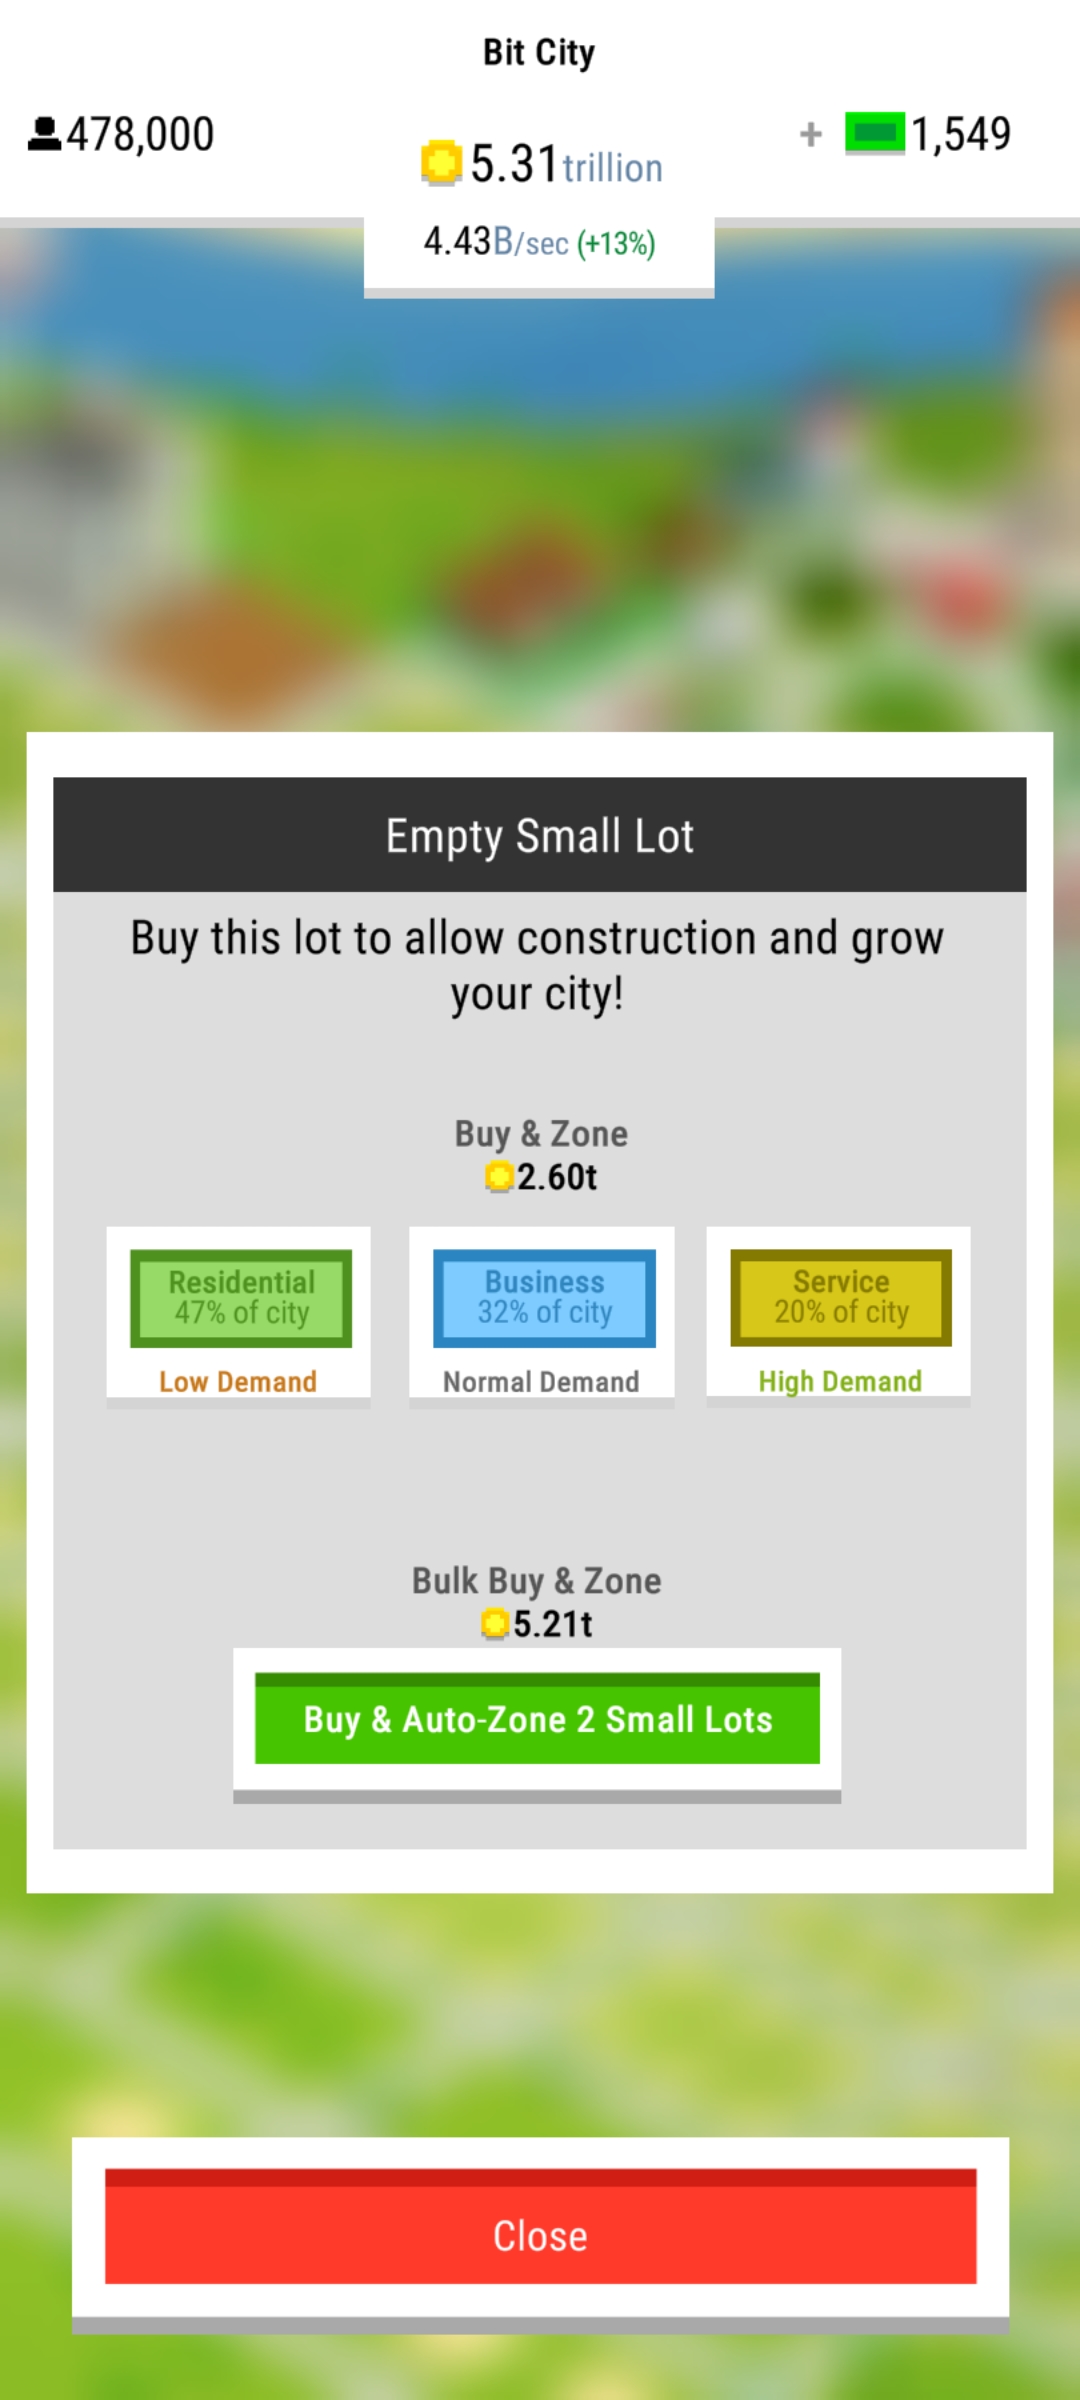 Bit City
478,000
5.31trillion
+ 1,549
4.43B/sec (+13%)
Empty Small Lot
Buy this lot to allow construction and grow
your city!
Buy & Zone
2.60t
Residential
47% of city
Low Demand
Business
32% of city
Normal Demand
Service
20% of city
High Demand
Bulk Buy & Zone
5.21t
Buy & Auto-Zone 2 Small Lots
Close